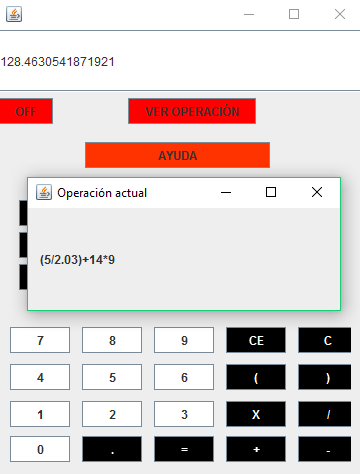 128.4630541871921
OFF VER OPERACIÓN
AYUDA
Operación actual
(5/2.03)+14*9
7 8 9 CE C
4 5 6 ( )
1 2 3 X /
0 . = + -